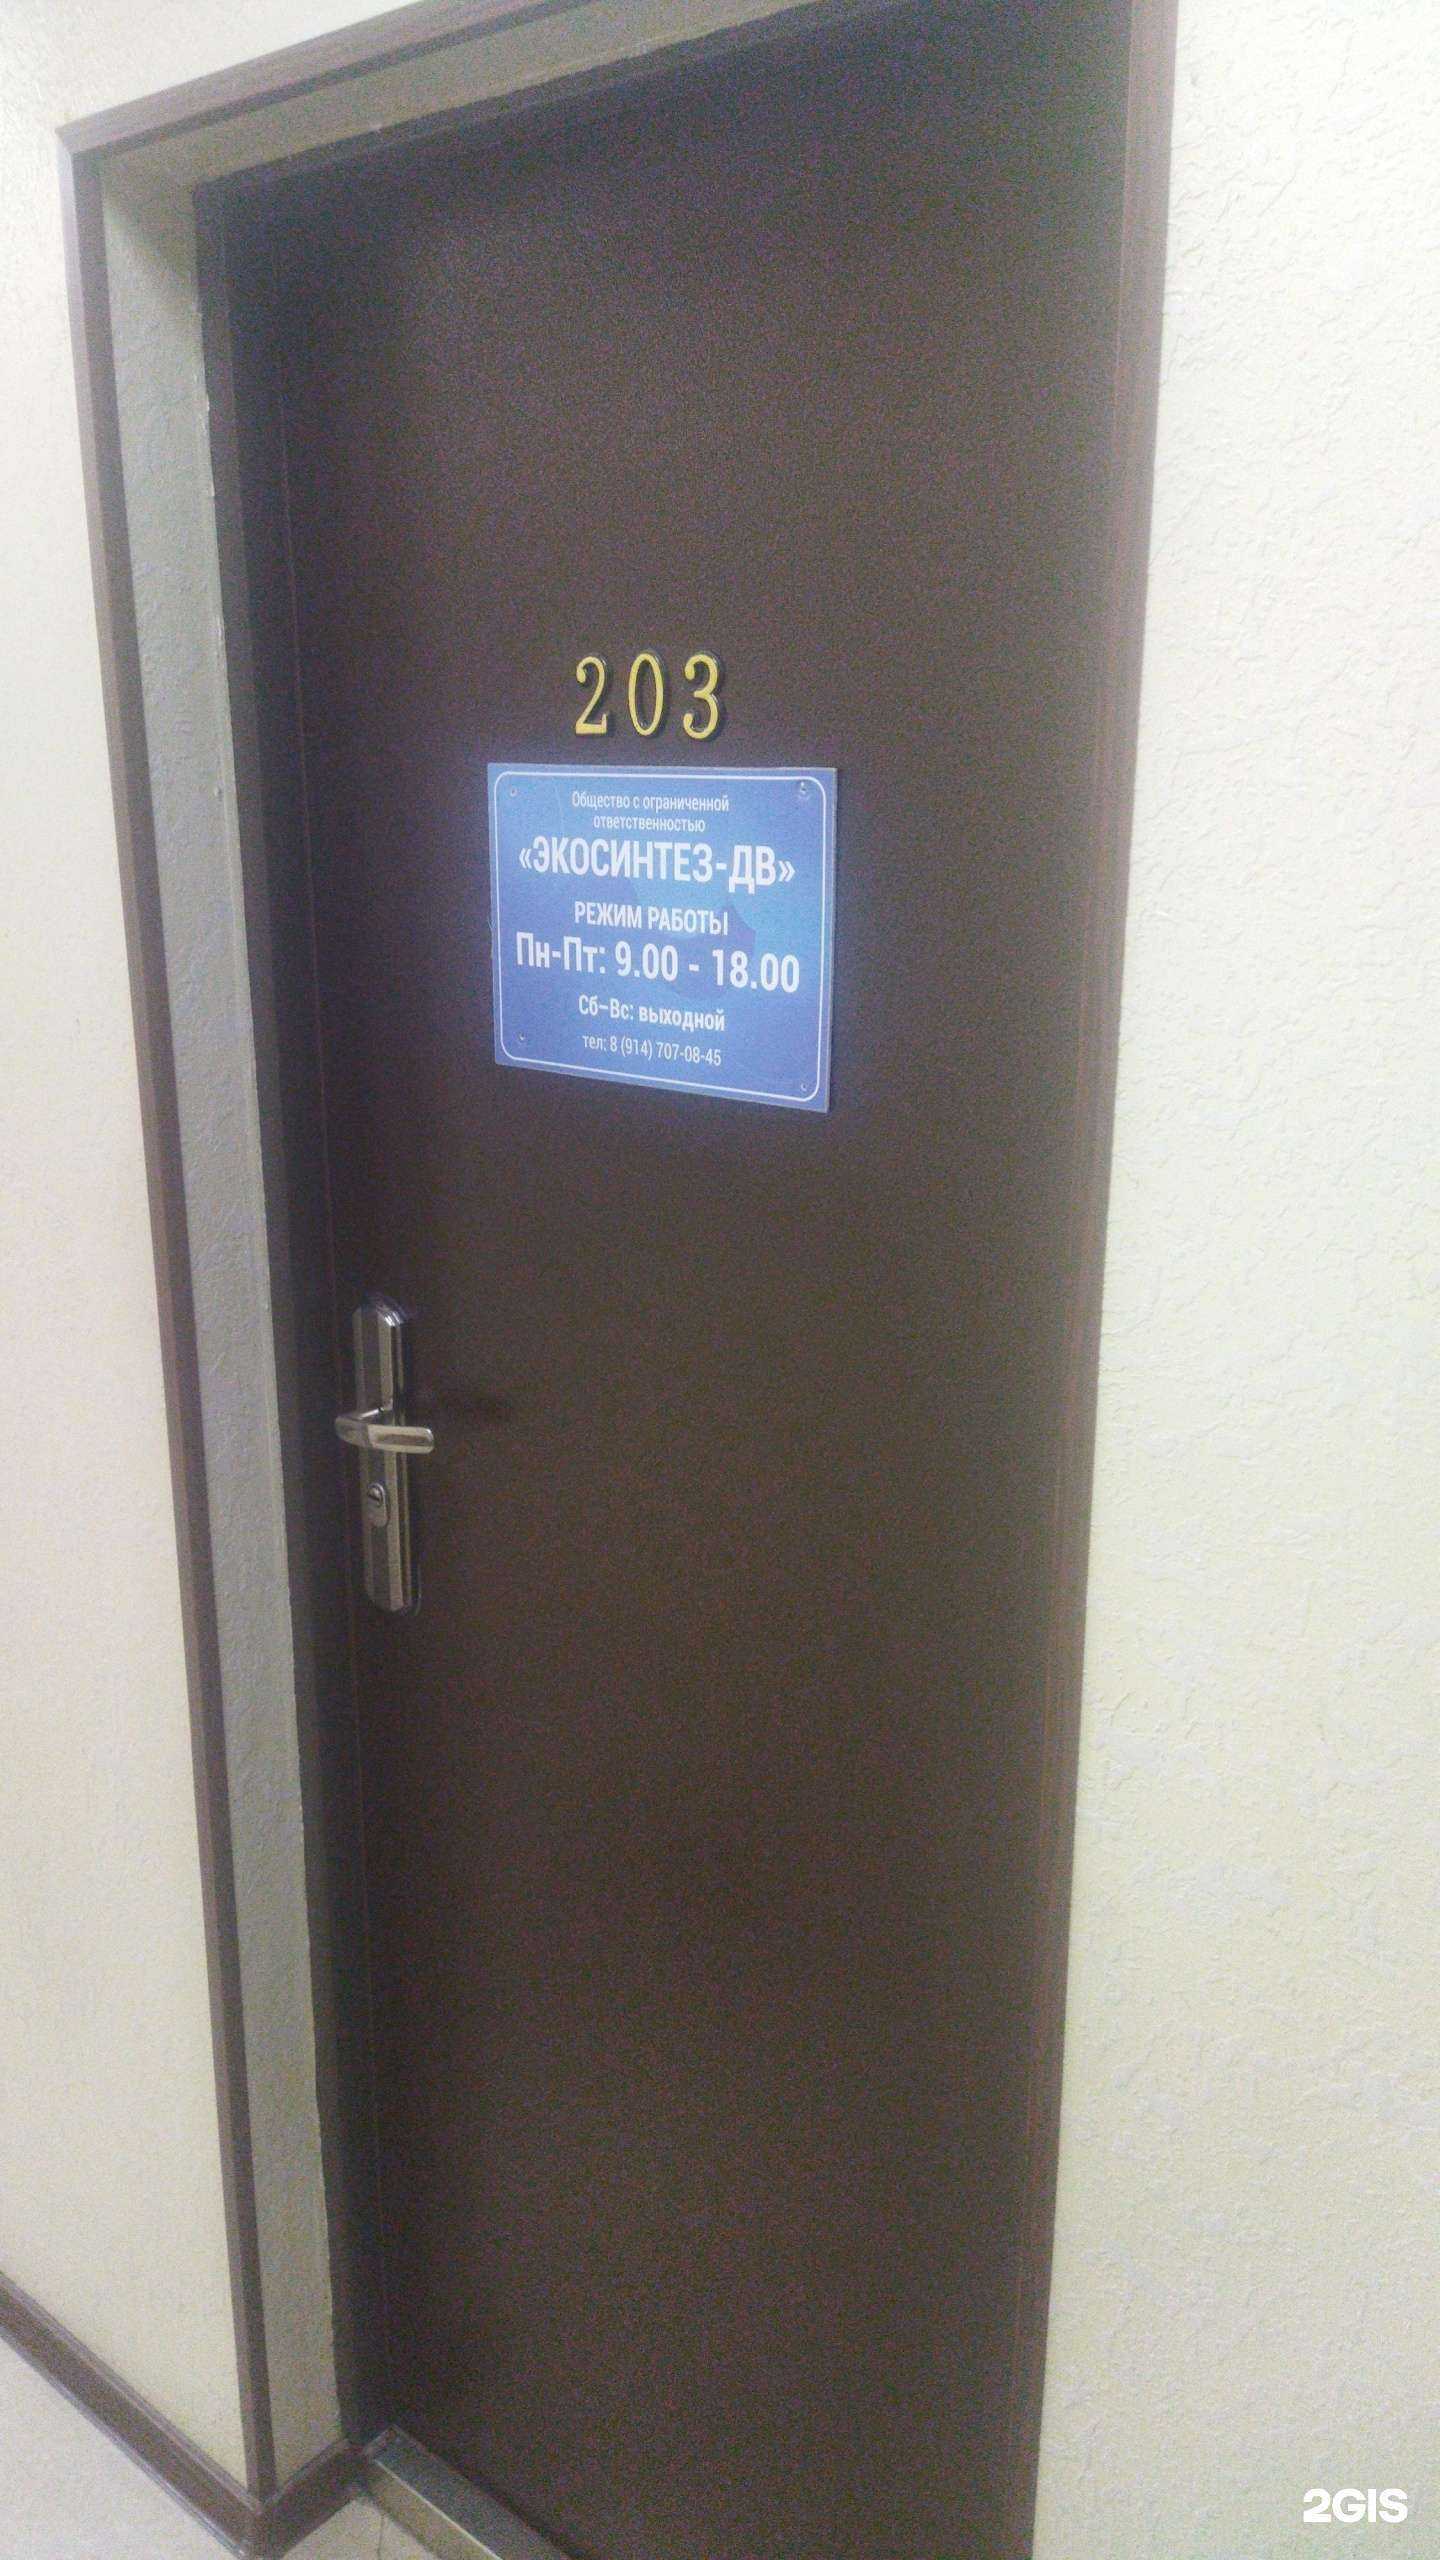 203
Общество с ограниченной
ответственностью
«ЭКОСИНТЕЗ-ДВ»
РЕЖИМ РАБОТЫ
Пн-Пт: 9.00 - 18.00
Сб–Вс: выходной
тел: 8 (914) 707-08-45
2GIS